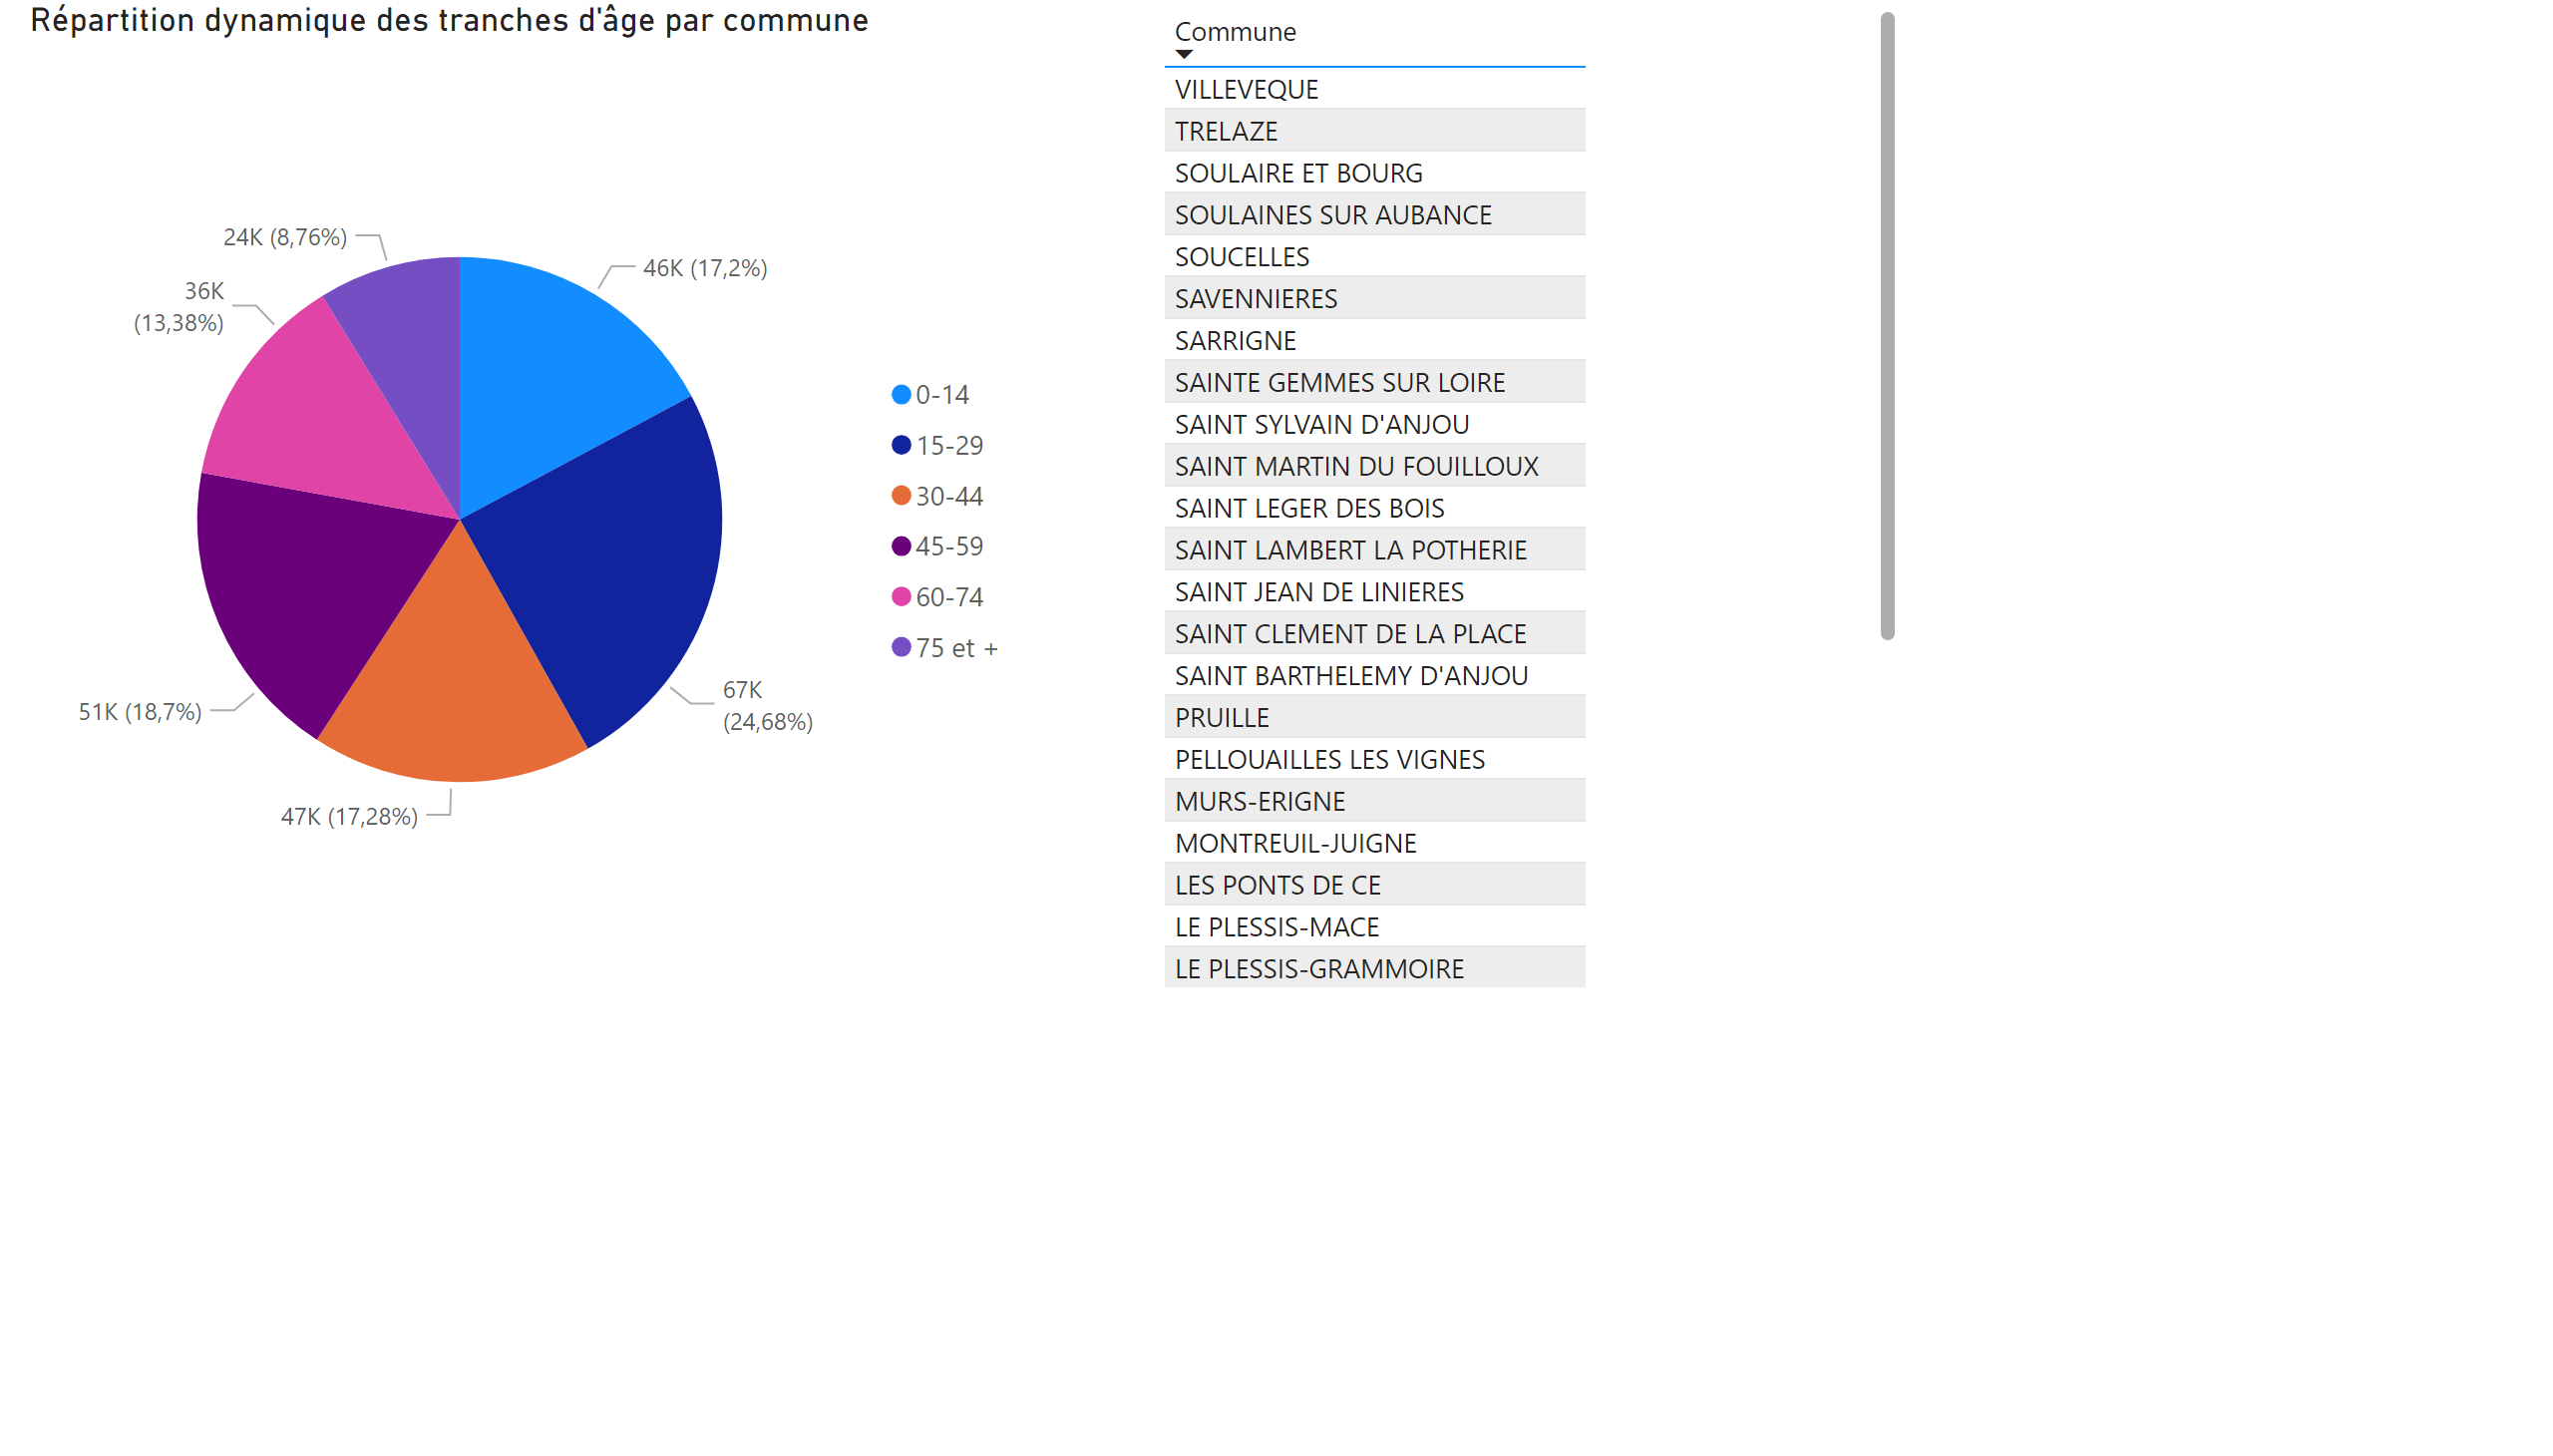 Répartition dynamique des tranches d'âge par commune
24K (8,76%)
46K (17,2%)
36K
(13,38%)
51K (18,7%)
67K
(24,68%)
47K (17,28%)
0-14
15-29
30-44
45-59
60-74
75 et +
Commune
VILLEVEQUE
TRELAZE
SOULAIRE ET BOURG
SOULAINES SUR AUBANCE
SOUCELLES
SAVENNIERES
SARRIGNE
SAINTE GEMMES SUR LOIRE
SAINT SYLVAIN D'ANJOU
SAINT MARTIN DU FOUILLOUX
SAINT LEGER DES BOIS
SAINT LAMBERT LA POTHERIE
SAINT JEAN DE LINIERES
SAINT CLEMENT DE LA PLACE
SAINT BARTHELEMY D'ANJOU
PRUILLE
PELLOUAILLES LES VIGNES
MURS-ERIGNE
MONTREUIL-JUIGNE
LES PONTS DE CE
LE PLESSIS-MACE
LE PLESSIS-GRAMMOIRE